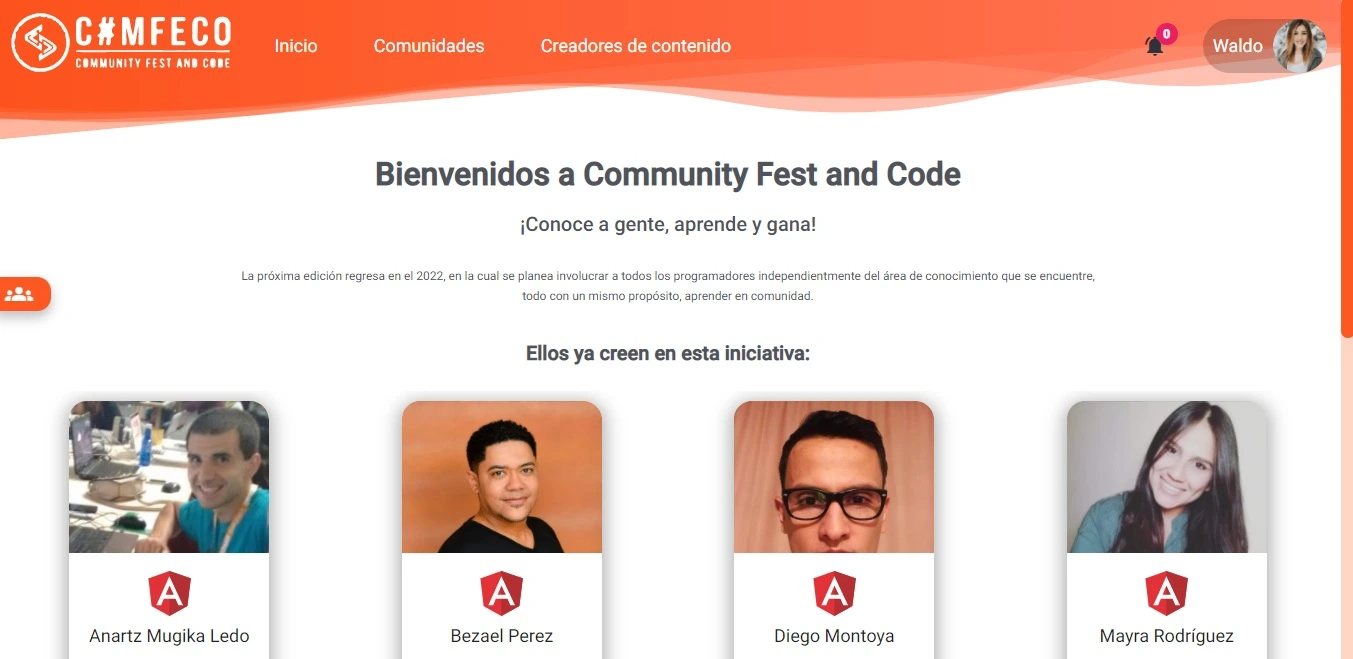 C#MFECO
COMMUNITY FEST AND CODE
Inicio
Comunidades
Creadores de contenido
0
Waldo
Bienvenidos a Community Fest and Code
¡Conoce a gente, aprende y gana!
La próxima edición regresa en el 2022, en la cual se planea involucrar a todos los programadores independientmente del área de conocimiento que se encuentre,
todo con un mismo propósito, aprender en comunidad.
Ellos ya creen en esta iniciativa:
A
A
A
A
Anartz Mugika Ledo
Bezael Perez
Diego Montoya
Mayra Rodríguez